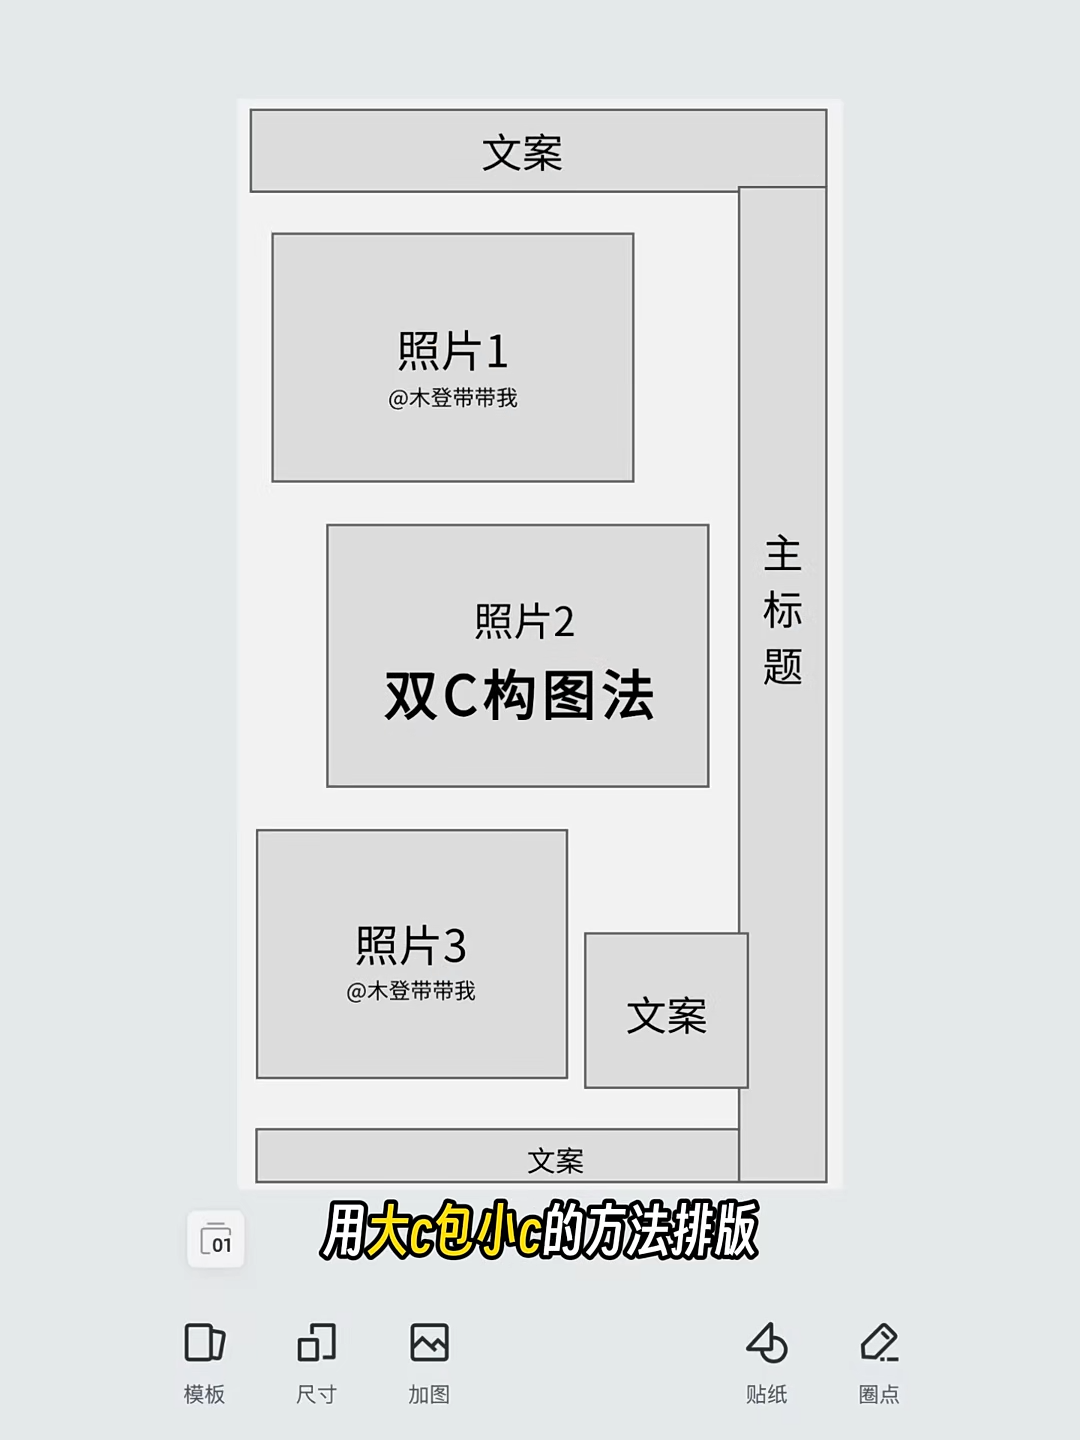 文案
照片1
@木登带带我
照片2
双C构图法
主标题
照片3
@木登带带我
文案
文案
用大c包小c的方法排版
01
模板
尺寸
加图
贴纸
圈点